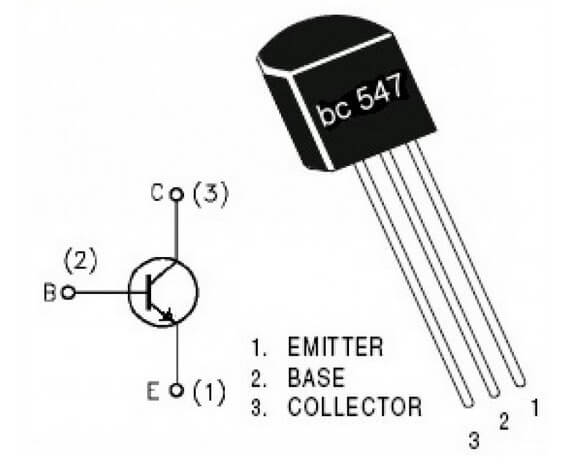 bc 547
C (3)
(2)
B
E (1)
1. EMITTER
2. BASE
3. COLLECTOR
3 2 1